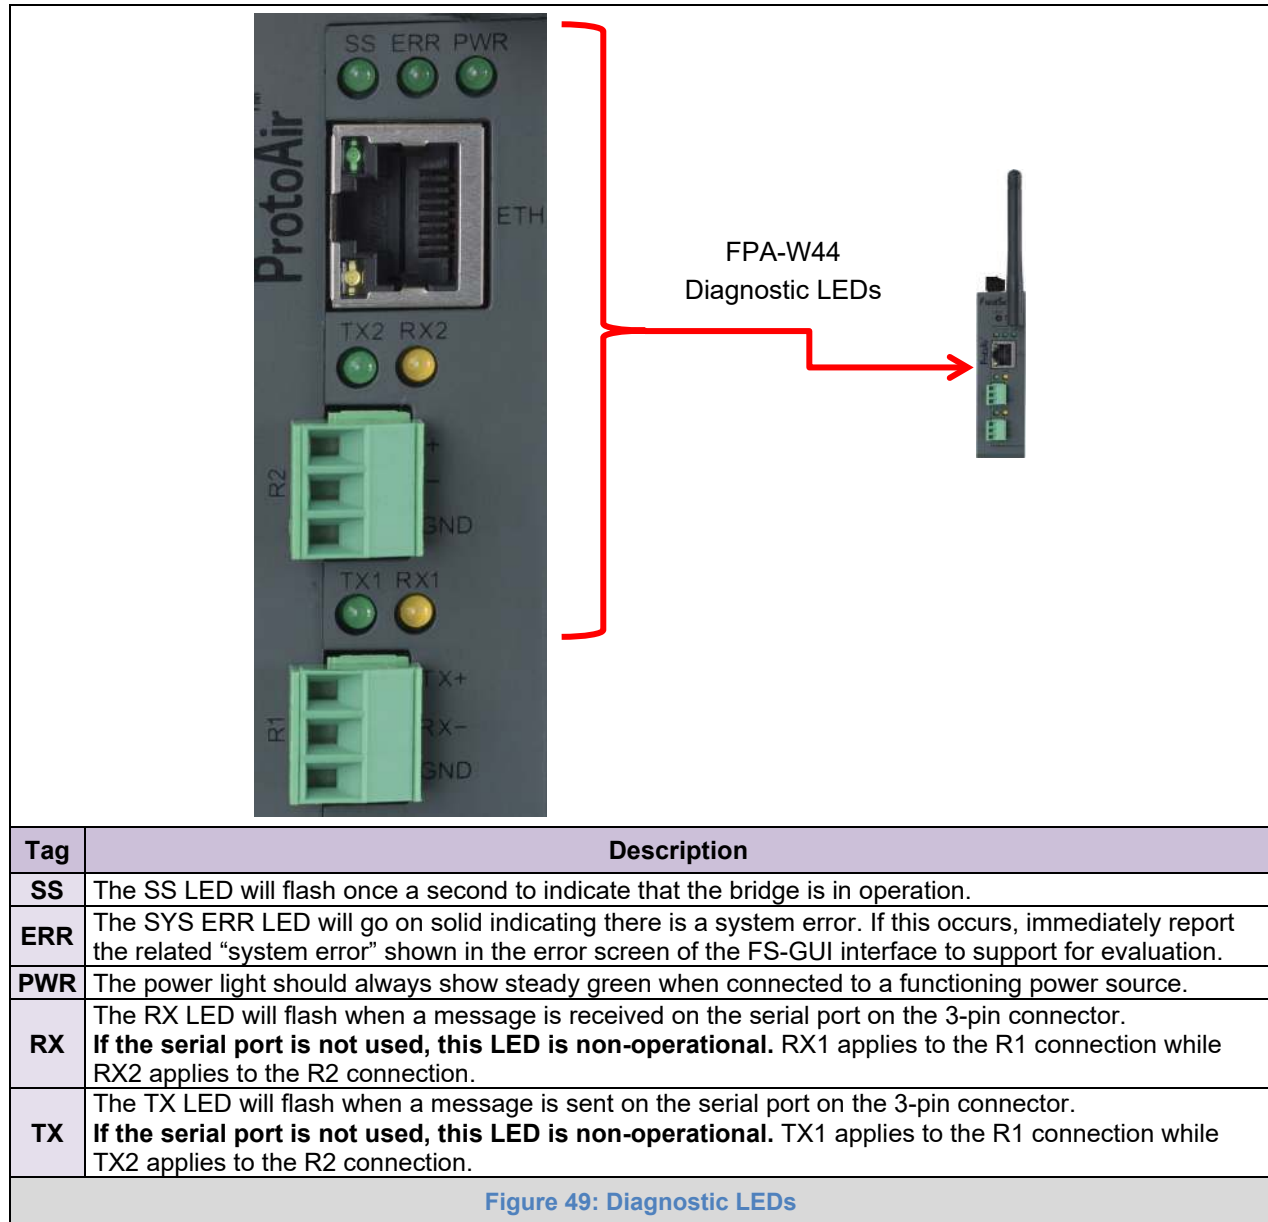 SS ERR PWR
ProtoAir™
ETH
TX2 RX2
R2
+
-
GND
TX1 RX1
R1
TX+
RX-
GND
FPA-W44
Diagnostic LEDs
Tag Description
SS The SS LED will flash once a second to indicate that the bridge is in operation.
ERR The SYS ERR LED will go on solid indicating there is a system error. If this occurs, immediately report
the related “system error” shown in the error screen of the FS-GUI interface to support for evaluation.
PWR The power light should always show steady green when connected to a functioning power source.
RX The RX LED will flash when a message is received on the serial port on the 3-pin connector.
If the serial port is not used, this LED is non-operational. RX1 applies to the R1 connection while
RX2 applies to the R2 connection.
TX The TX LED will flash when a message is sent on the serial port on the 3-pin connector.
If the serial port is not used, this LED is non-operational. TX1 applies to the R1 connection while
TX2 applies to the R2 connection.
Figure 49: Diagnostic LEDs